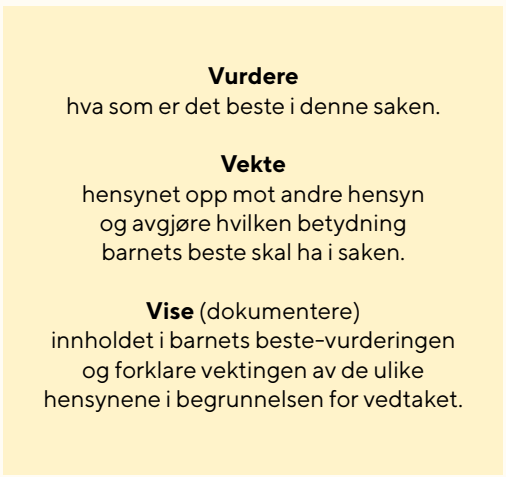 Vurdere
hva som er det beste i denne saken.
Vekte
hensynet opp mot andre hensyn
og avgjøre hvilken betydning
barnets beste skal ha i saken.
Vise (dokumentere)
innholdet i barnets beste-vurderingen
og forklare vektingen av de ulike
hensynene i begrunnelsen for vedtaket.